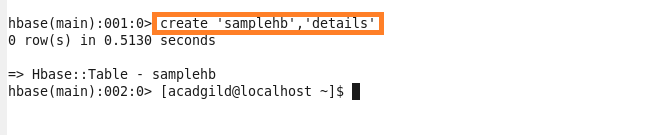 hbase(main):001:0> create 'samplehb','details'
0 row(s) in 0.5130 seconds
=> Hbase::Table - samplehb
hbase(main):002:0> [acadgild@localhost ~]$